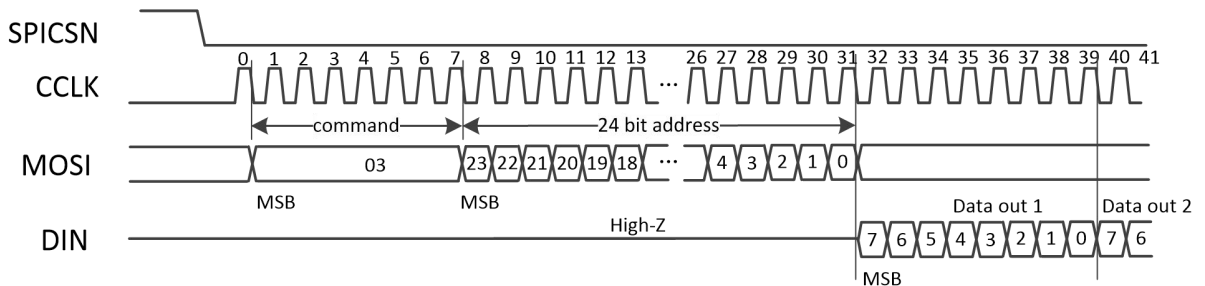 SPICSN
0 1 2 3 4 5 6 7 8 9 10 11 12 13 26 27 28 29 30 31 32 33 34 35 36 37 38 39 40 41
CCLK ...
command 24 bit address
MOSI 03 23 22 21 20 19 18 ... 4 3 2 1 0
MSB MSB
Data out 1 Data out 2
High-Z
DIN 7 6 5 4 3 2 1 0 7 6
MSB